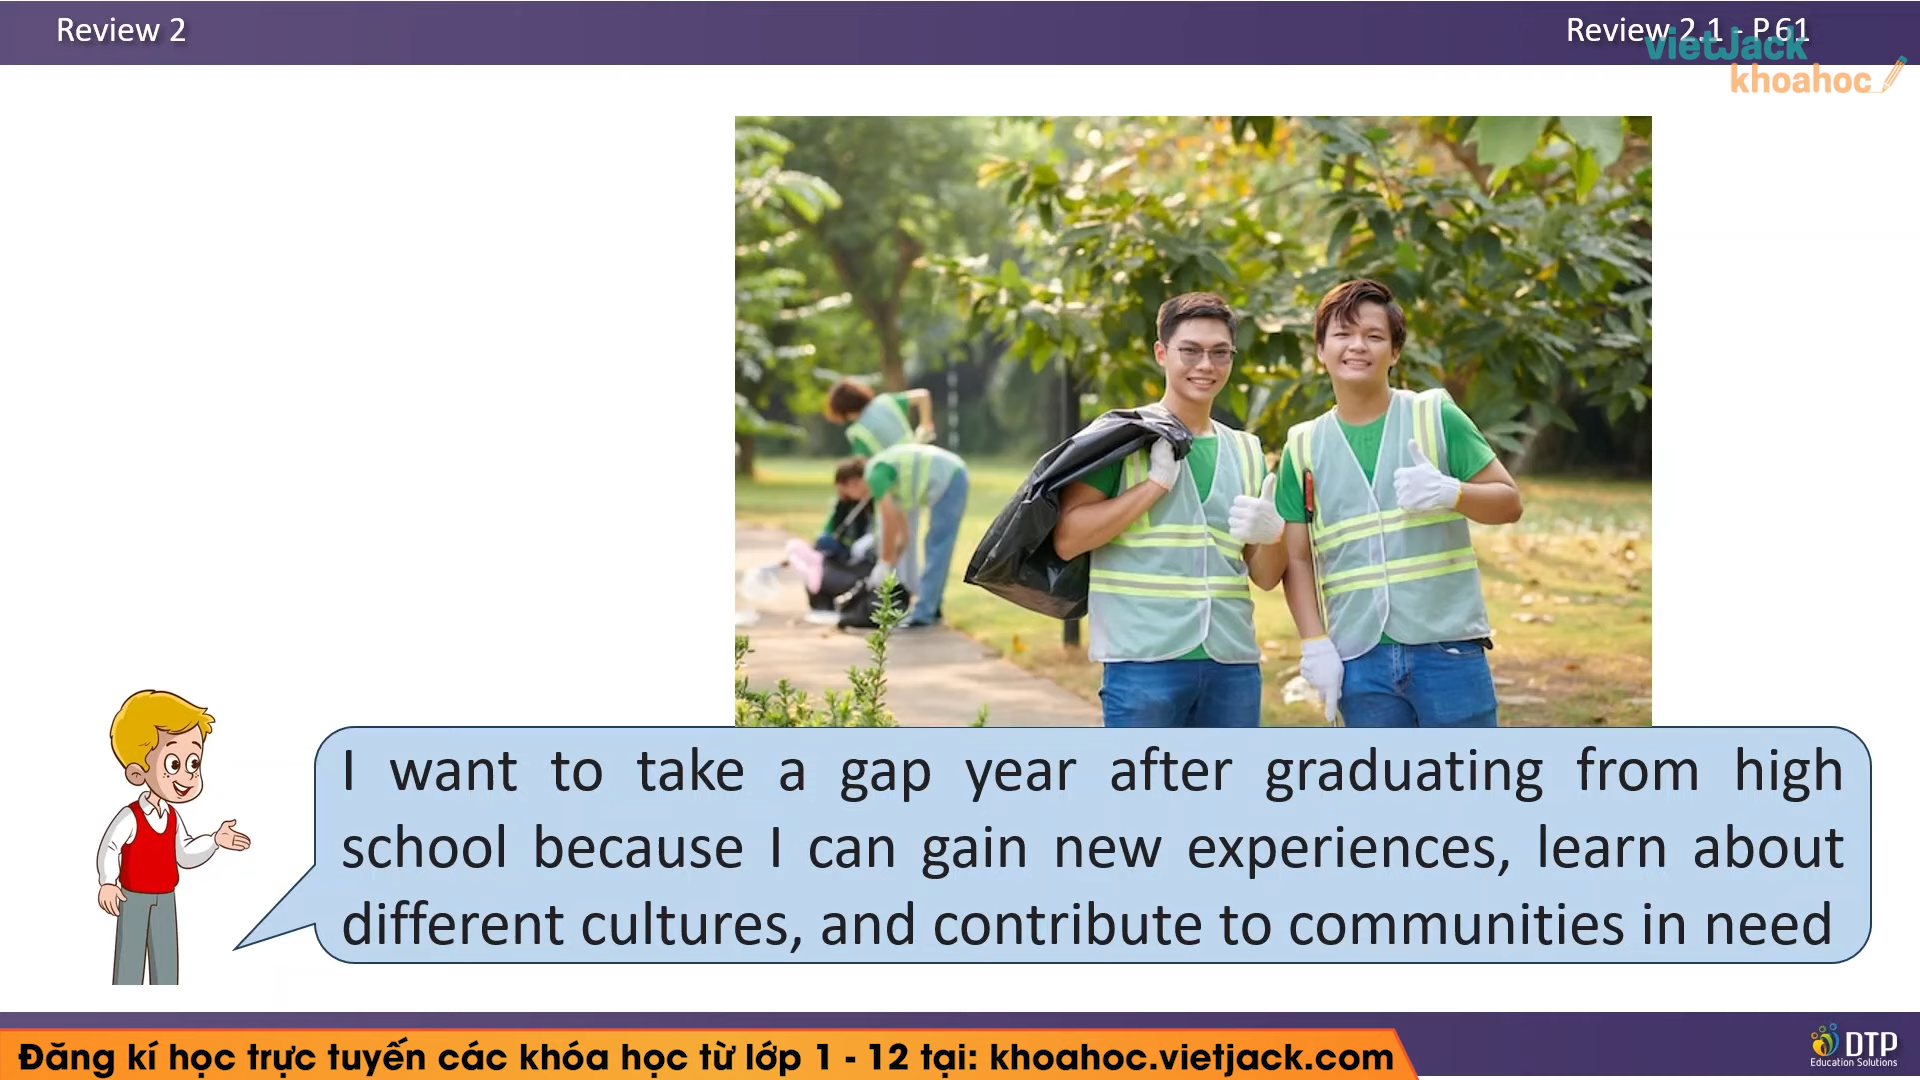 Review 2
Review 2.1 - P.61
vietJack
khoahoc
I want to take a gap year after graduating from high
school because I can gain new experiences, learn about
different cultures, and contribute to communities in need
Đăng kí học trực tuyến các khóa học từ lớp 1 - 12 tại: khoahoc.vietjack.com
DTP
Education Solutions